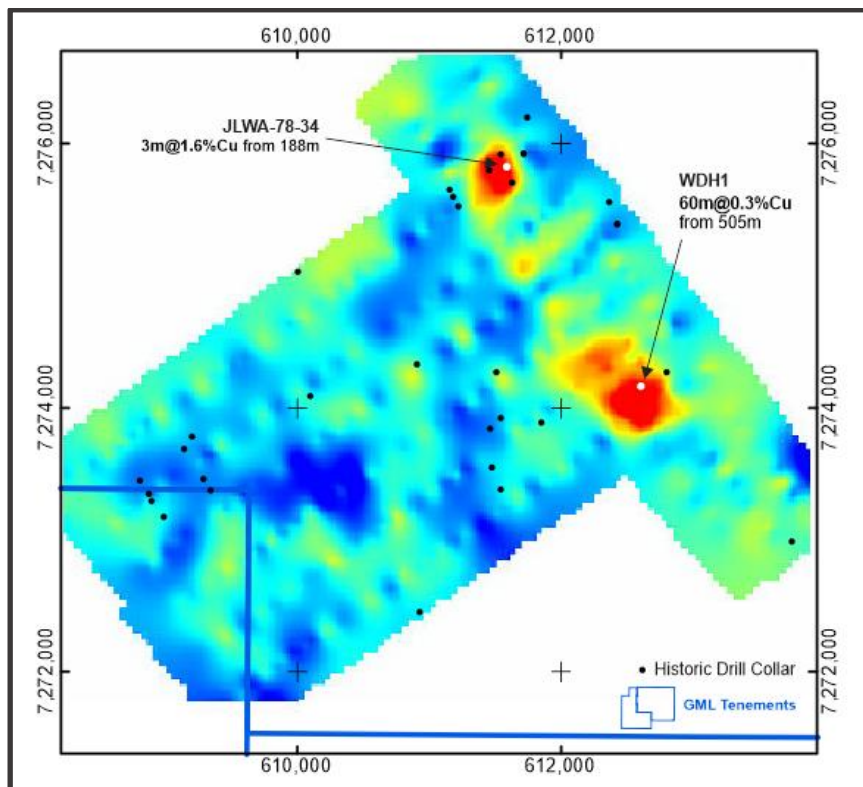 610,000
612,000
7,276,000
7,276,000
JLWA-78-34
3m@1.6%Cu from 188m
WDH1
60m@0.3%Cu
from 505m
7,274,000
7,274,000
7,272,000
7,272,000
Historic Drill Collar
GML Tenements
610,000
612,000